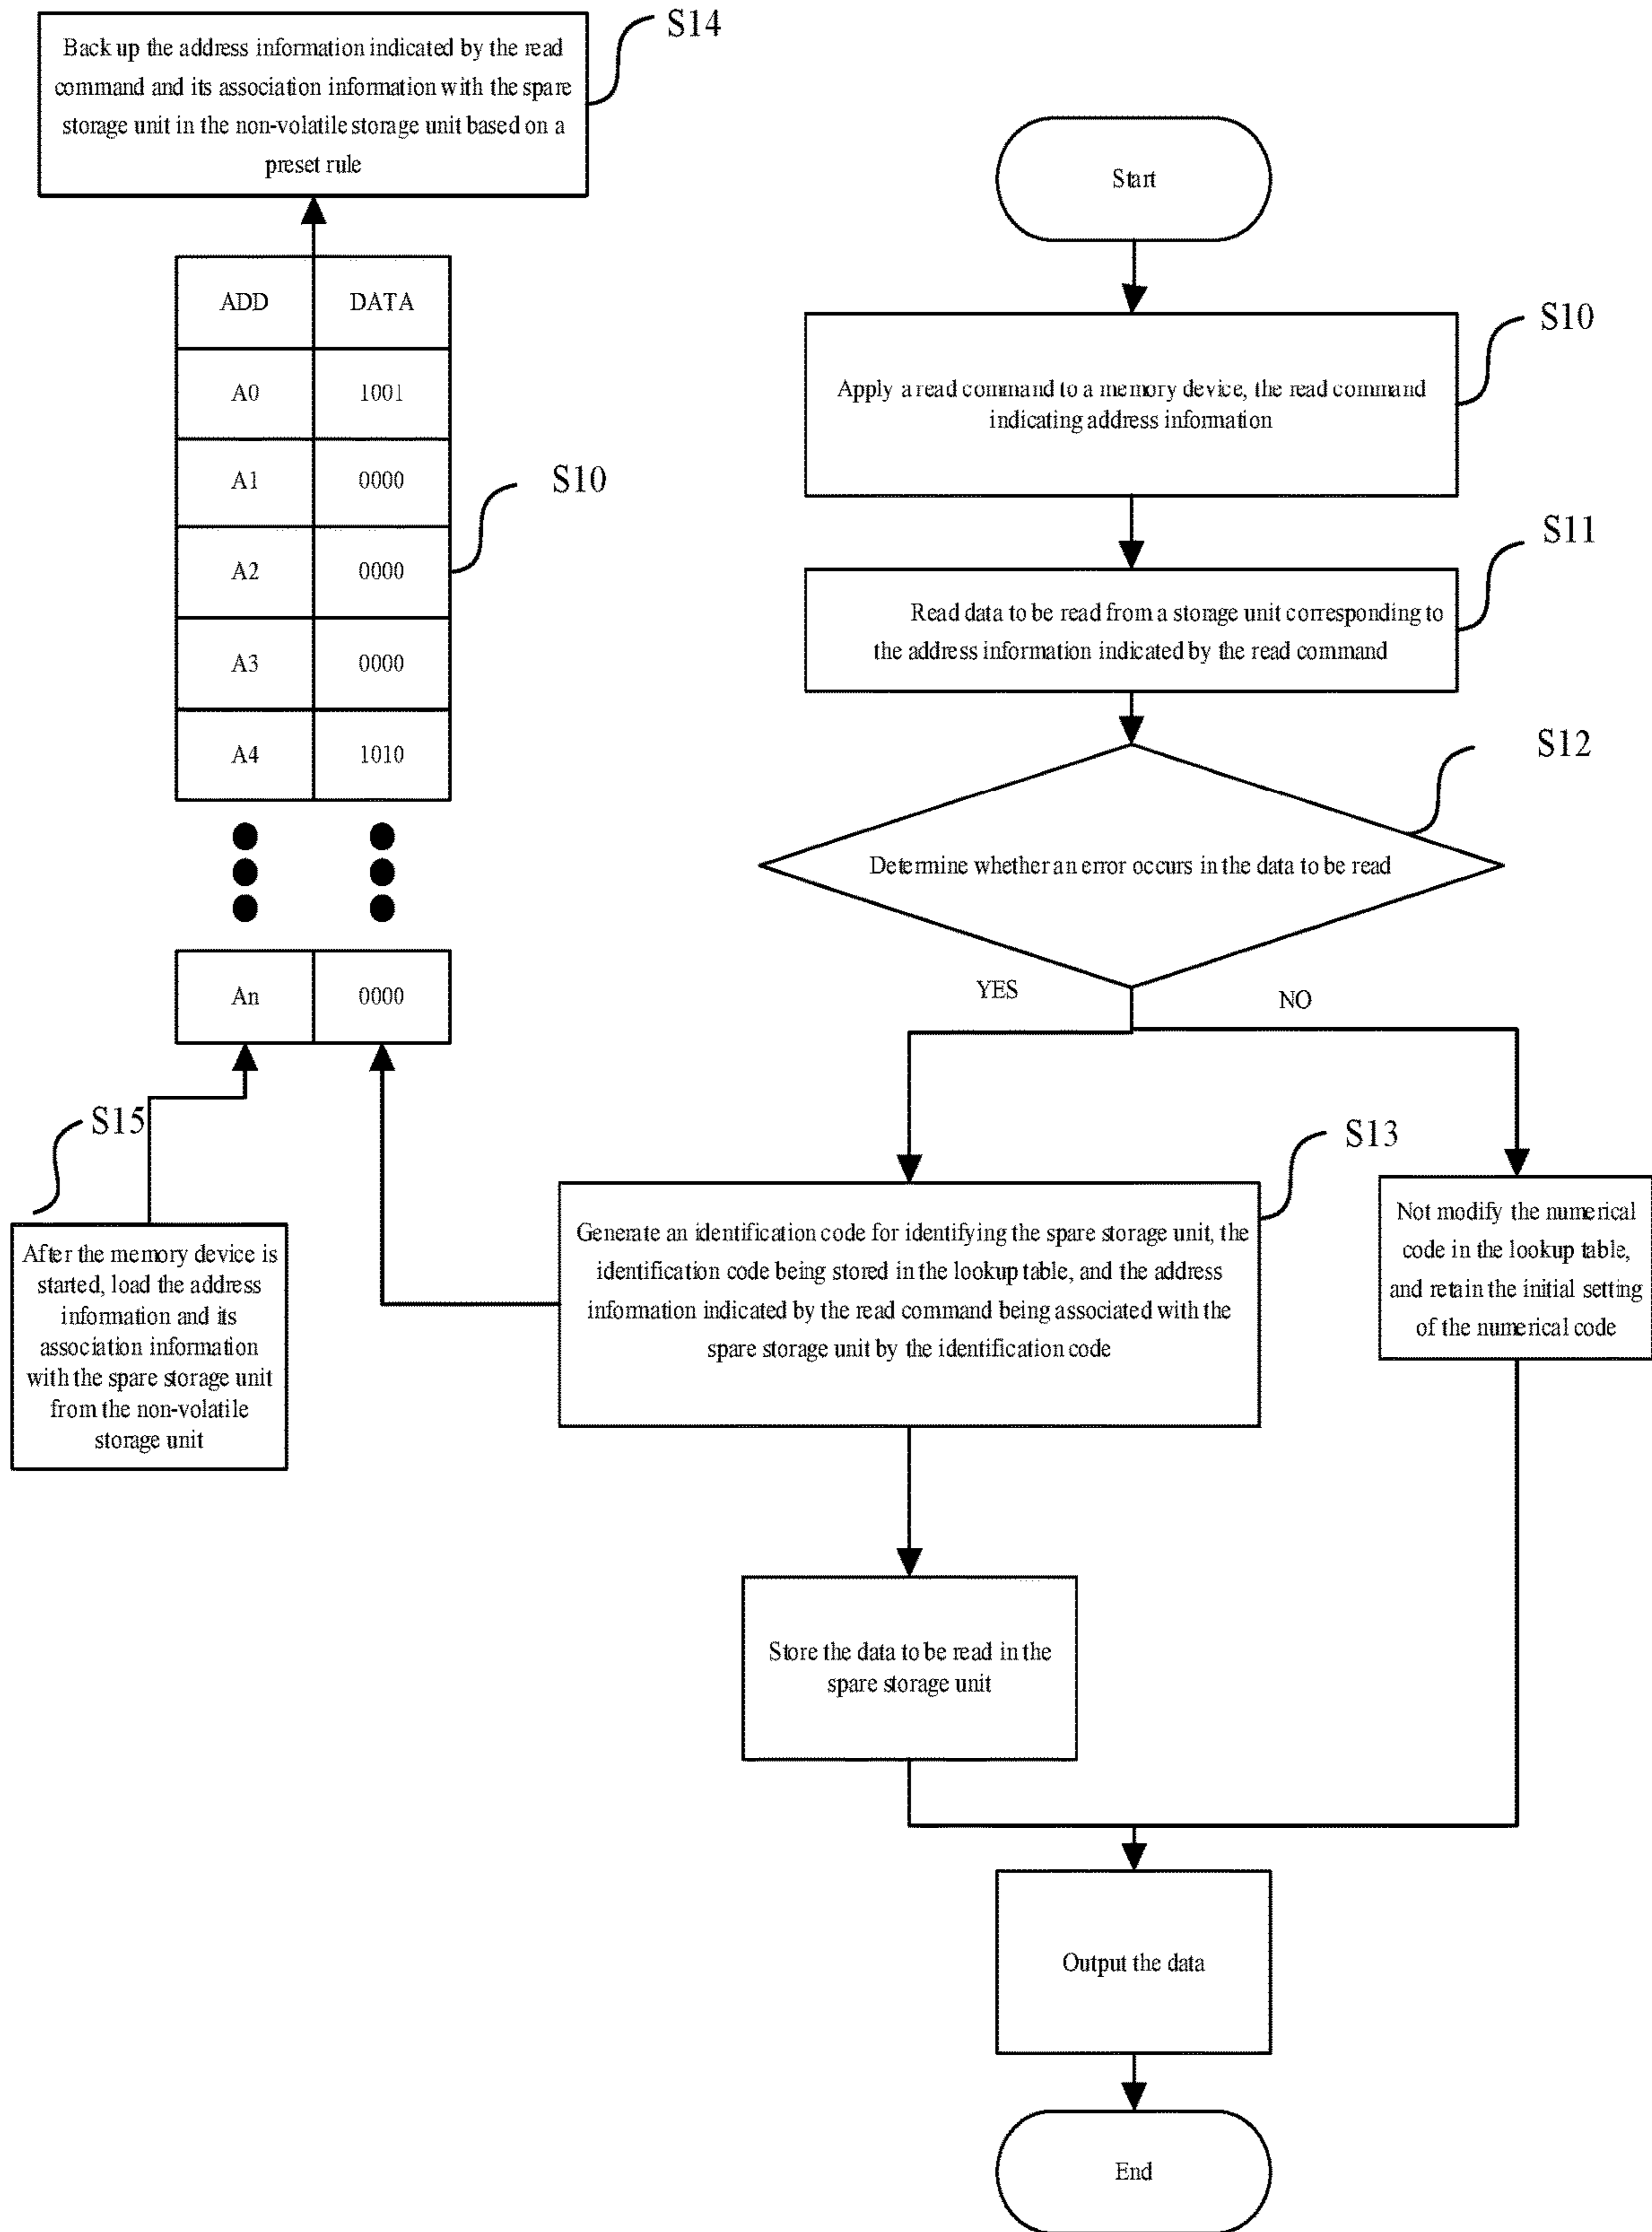 S14
Back up the address information indicated by the read
command and its association information with the spare
storage unit in the non-volatile storage unit based on a
preset rule
ADD DATA
A0 1001
A1 0000
A2 0000
A3 0000
A4 1010
An 0000
S10
S15
After the memory device is
started, load the address
information and its
association information
with the spare storage unit
from the non-volatile
storage unit
Start
S10
Apply a read command to a memory device, the read command
indicating address information
S11
Read data to be read from a storage unit corresponding to
the address information indicated by the read command
S12
Determine whether an error occurs in the data to be read
YES
NO
S13
Generate an identification code for identifying the spare storage unit, the
identification code being stored in the lookup table, and the address
information indicated by the read command being associated with the
spare storage unit by the identification code
Not modify the numerical
code in the lookup table,
and retain the initial setting
of the numerical code
Store the data to be read in the
spare storage unit
Output the data
End